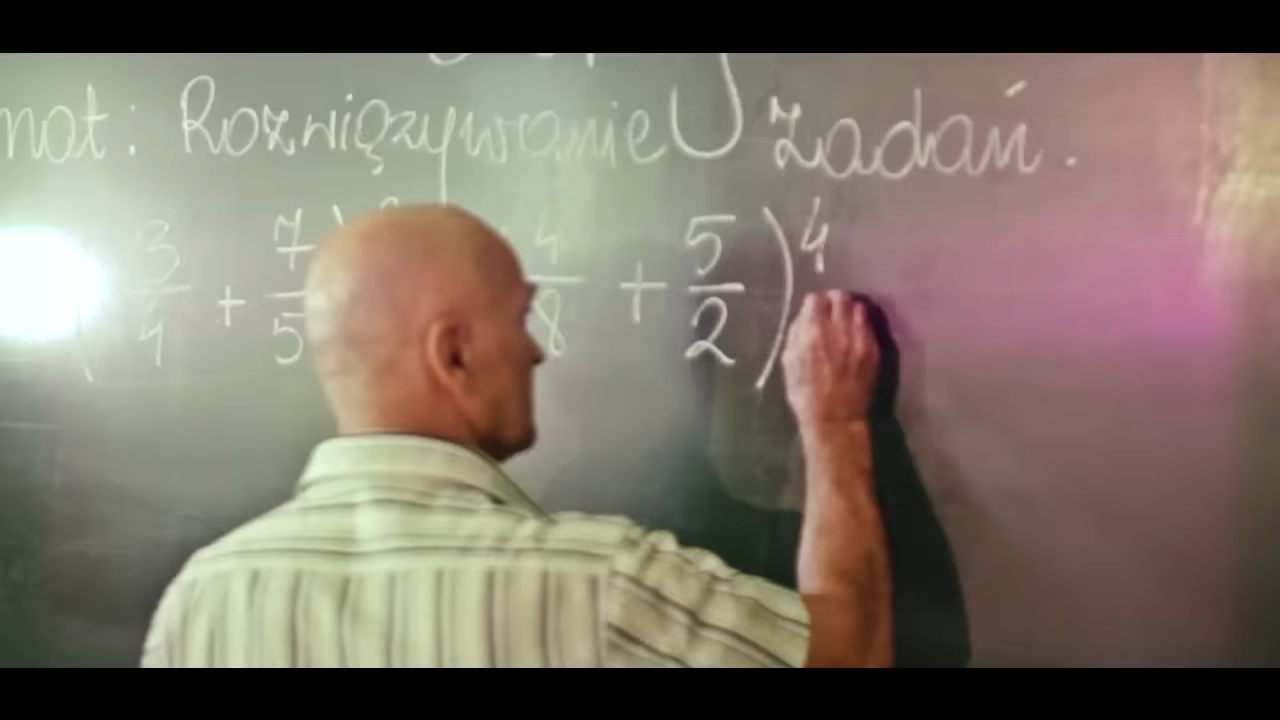 mat: Rozwiązywanie zadań.
( 3/4 + 7/5 ) 4/8 + 5/2 )^4